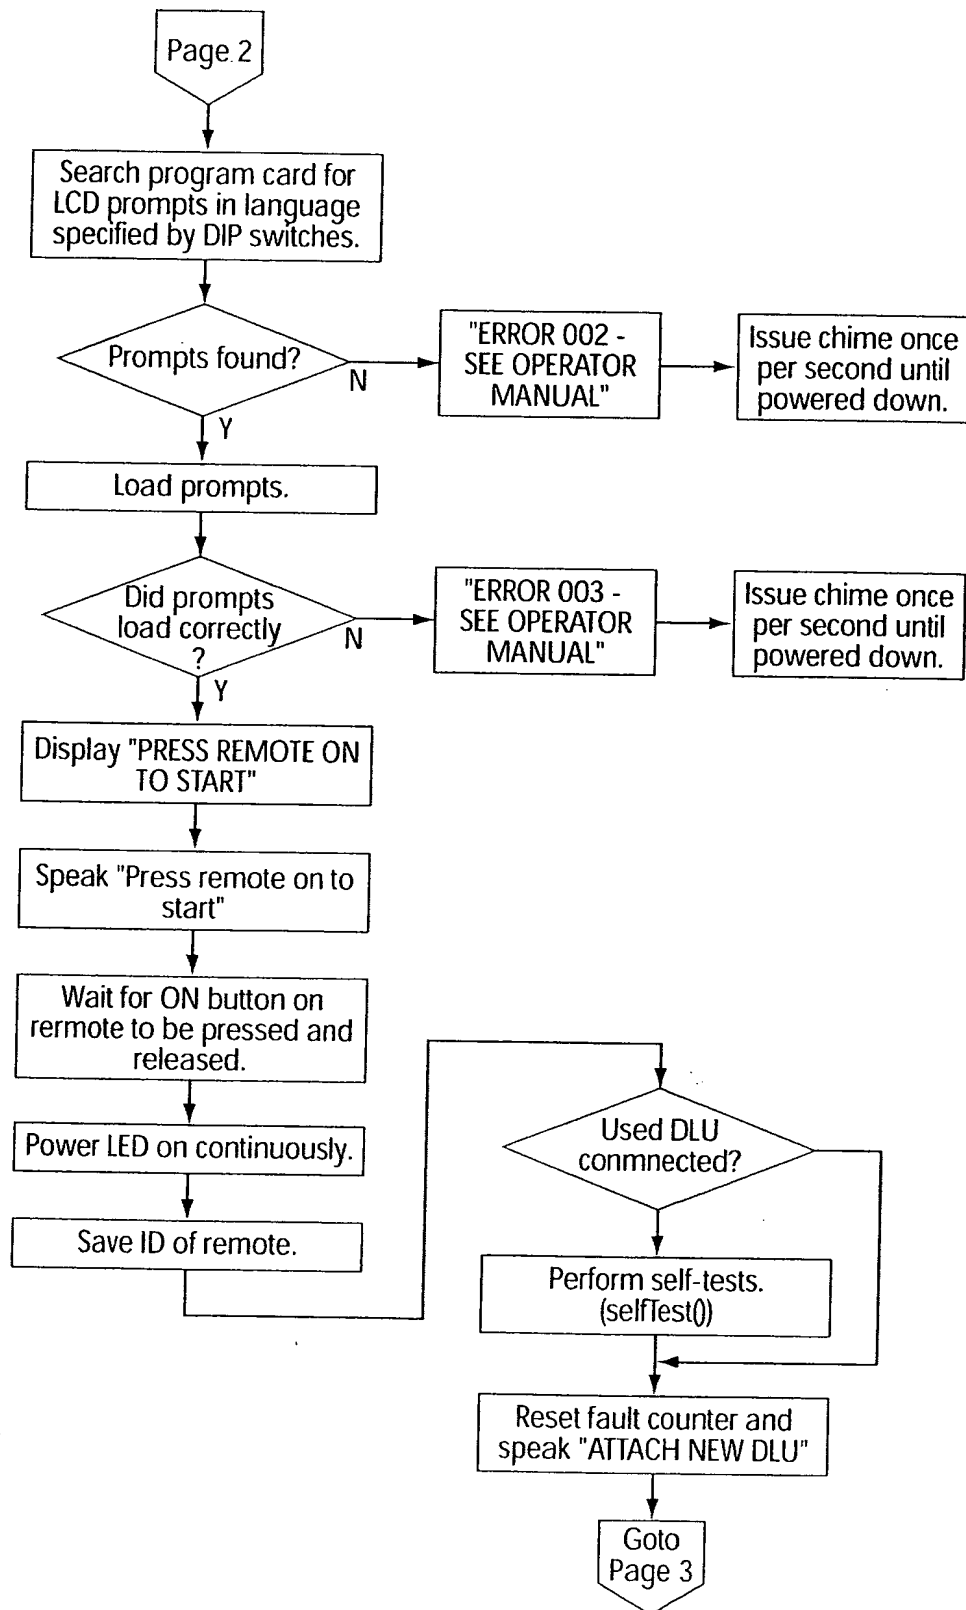 Page 2
Search program card for
LCD prompts in language
specified by DIP switches.
Prompts found?
N
"ERROR 002 -
SEE OPERATOR
MANUAL"
Issue chime once
per second until
powered down.
Y
Load prompts.
Did prompts
load correctly
?
N
"ERROR 003 -
SEE OPERATOR
MANUAL"
Issue chime once
per second until
powered down.
Y
Display "PRESS REMOTE ON
TO START"
Speak "Press remote on to
start"
Wait for ON button on
rermote to be pressed and
released.
Power LED on continuously.
Save ID of remote.
Used DLU
conmnected?
Perform self-tests.
(selfTest())
Reset fault counter and
speak "ATTACH NEW DLU"
Goto
Page 3